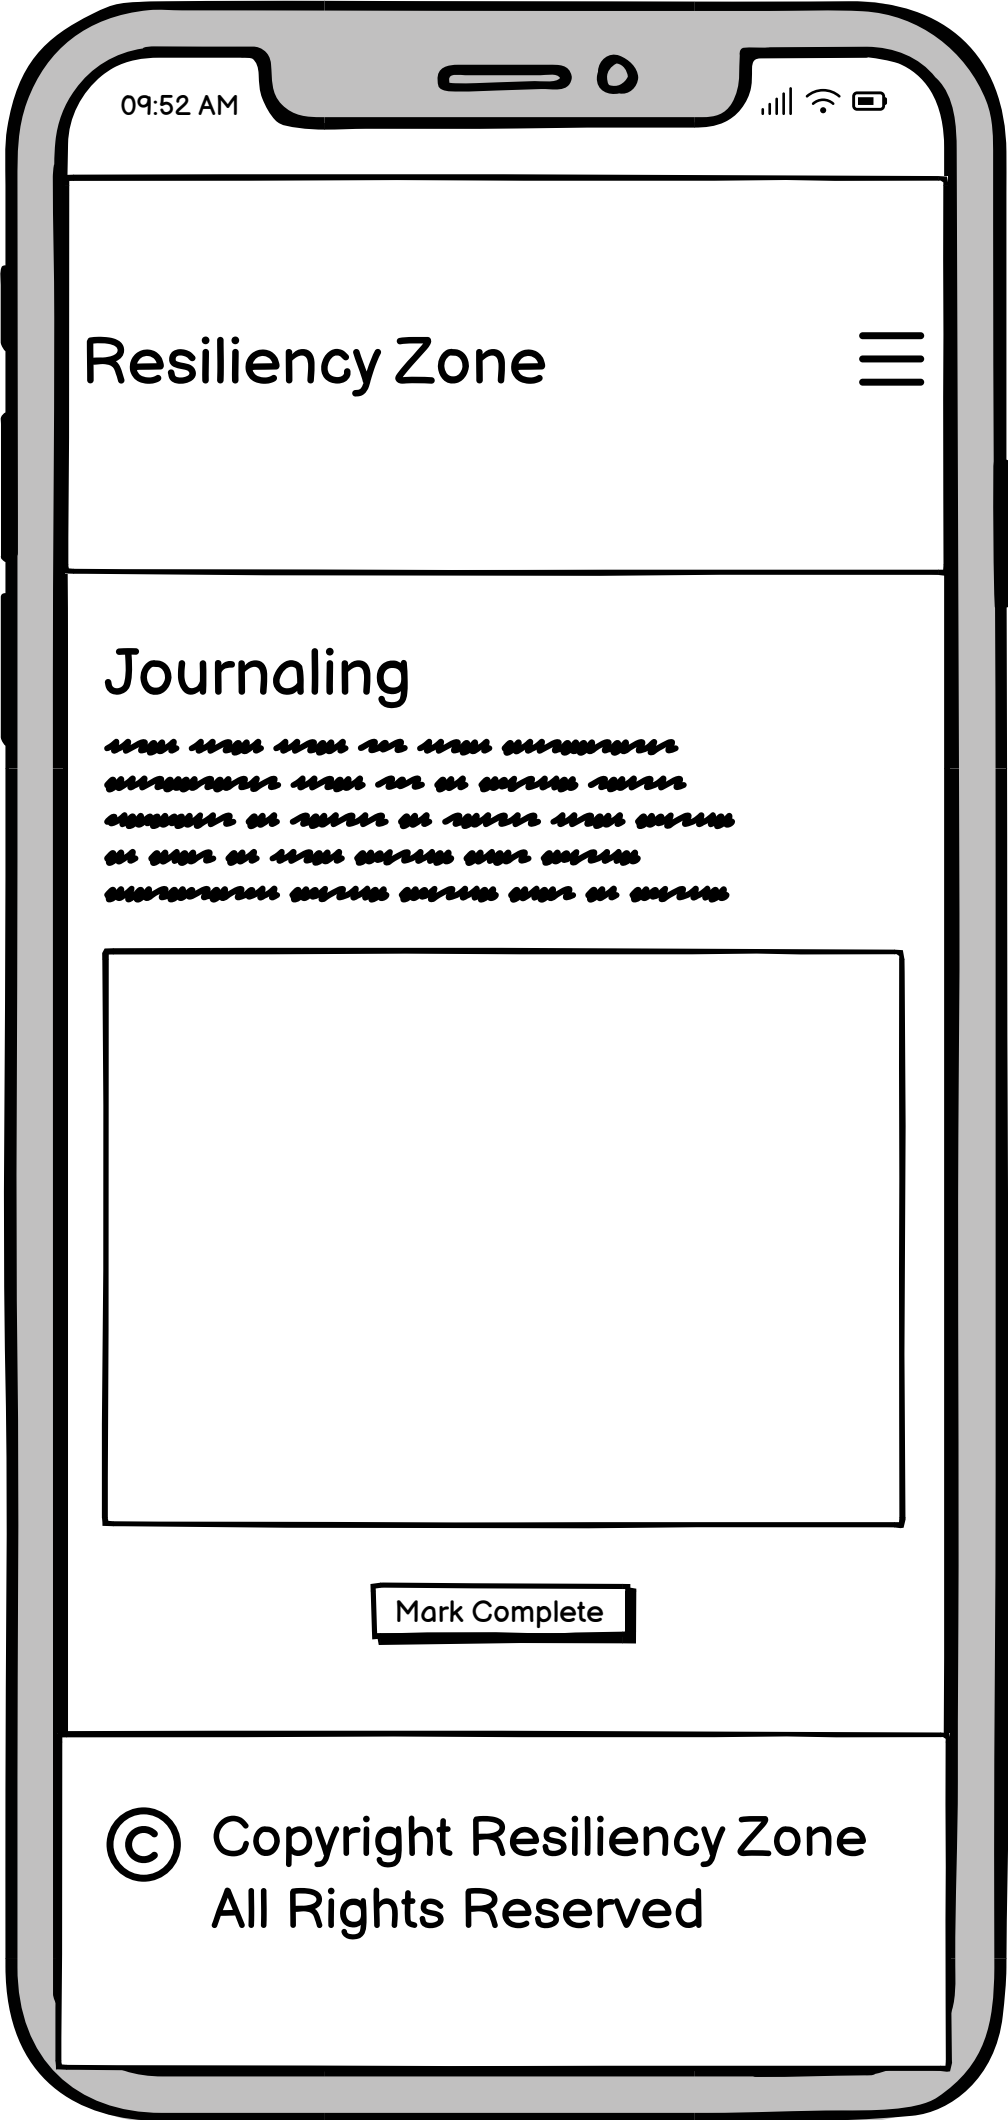 09:52 AM
Resiliency Zone
Journaling
Mark Complete
© Copyright Resiliency Zone
All Rights Reserved